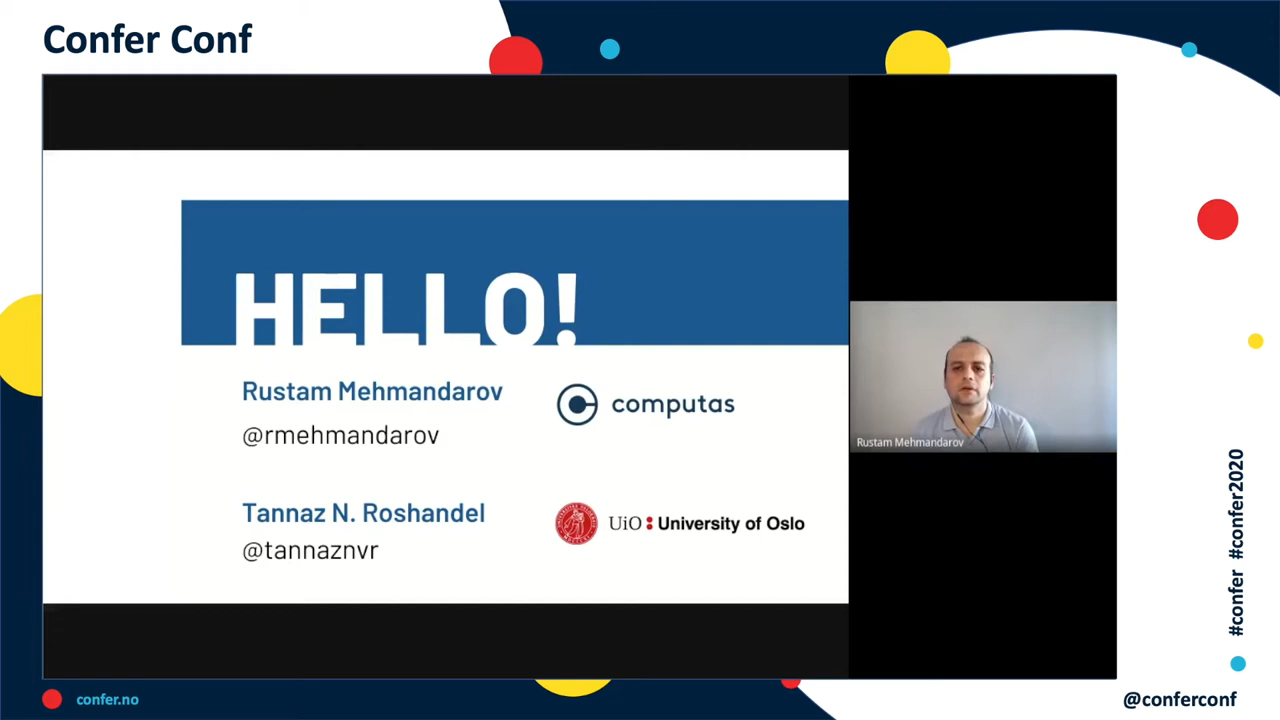 Confer Conf
HELLO!
Rustam Mehmandarov
@rmehmandarov
computas
Tannaz N. Roshandel
@tannaznvr
UiO University of Oslo
Rustam Mehmandarov
#confer #confer2020
confer.no
@conferconf